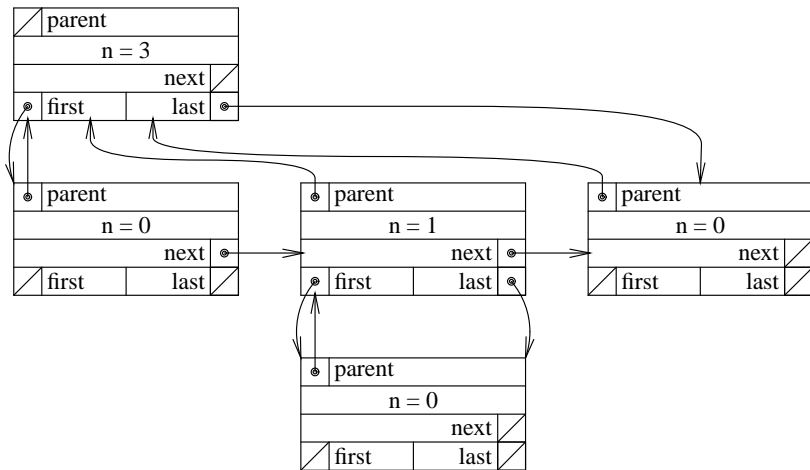 parent
n = 3
next
first last
parent parent parent
n = 0 n = 1 n = 0
next next next
first last first last first last
parent
n = 0
next
first last